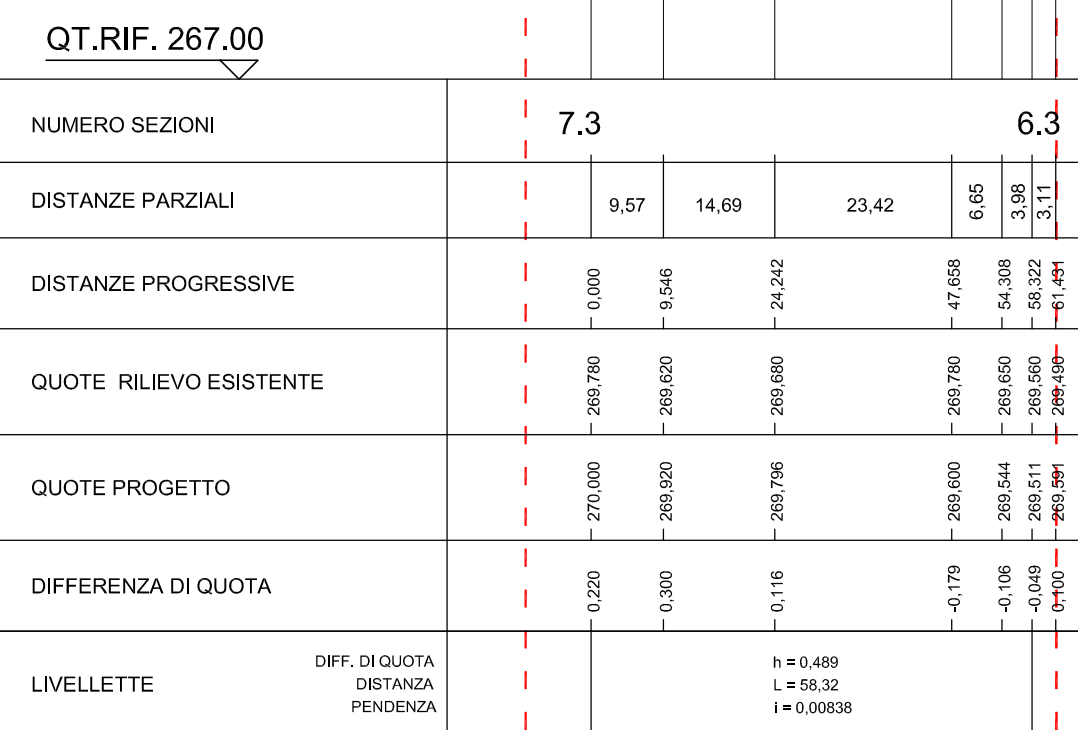 QT.RIF. 267.00
NUMERO SEZIONI 7.3 6.3
DISTANZE PARZIALI 9,57 14,69 23,42 6,65 3,98 3,11
DISTANZE PROGRESSIVE 0,000 9,546 24,242 47,658 54,308 58,322 61,431
QUOTE RILIEVO ESISTENTE 269,780 269,620 269,680 269,780 269,650 269,560 269,490
QUOTE PROGETTO 270,000 269,920 269,796 269,600 269,544 269,511 269,591
DIFFERENZA DI QUOTA 0,220 0,300 0,116 -0,179 -0,106 -0,049 0,100
LIVELLETTE
DIFF. DI QUOTA h = 0,489
DISTANZA L = 58,32
PENDENZA i = 0,00838